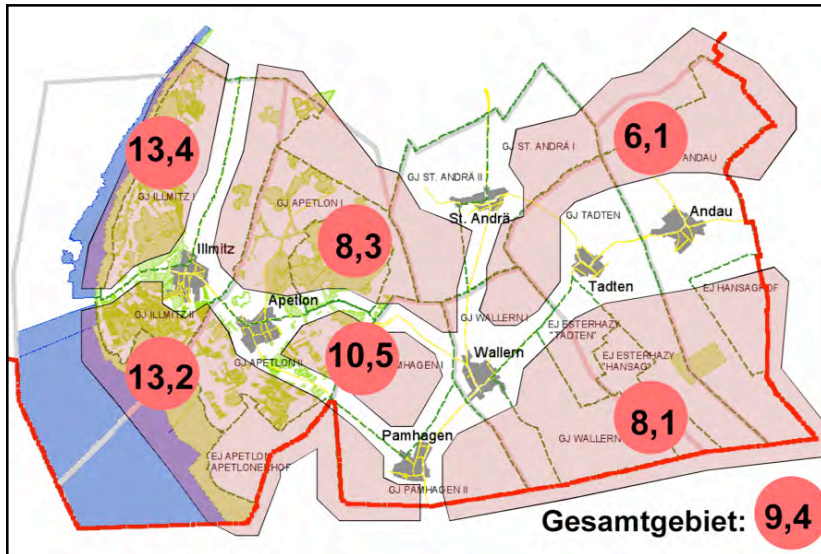 13,4
GJ ILLMITZ I
6,1
ANDAU
GJ ST. ANDRÄ I
GJ ST. ANDRÄ II
GJ APETLON I
8,3
St. Andrä
GJ TADTEN
Andau
Illmitz
Tadten
EJ HANSAGHOF
Apetlon
GJ ILLMITZ II
13,2
GJ APETLON II
10,5
GJ WALLERN I
EJ ESTERHAZY
"TADTEN"
Wallern
EJ ESTERHAZY
"HANSAG"
8,1
GJ WALLERN
Pamhagen
EJ APETLON
GJ PAMHAGEN II
Gesamtgebiet: 9,4